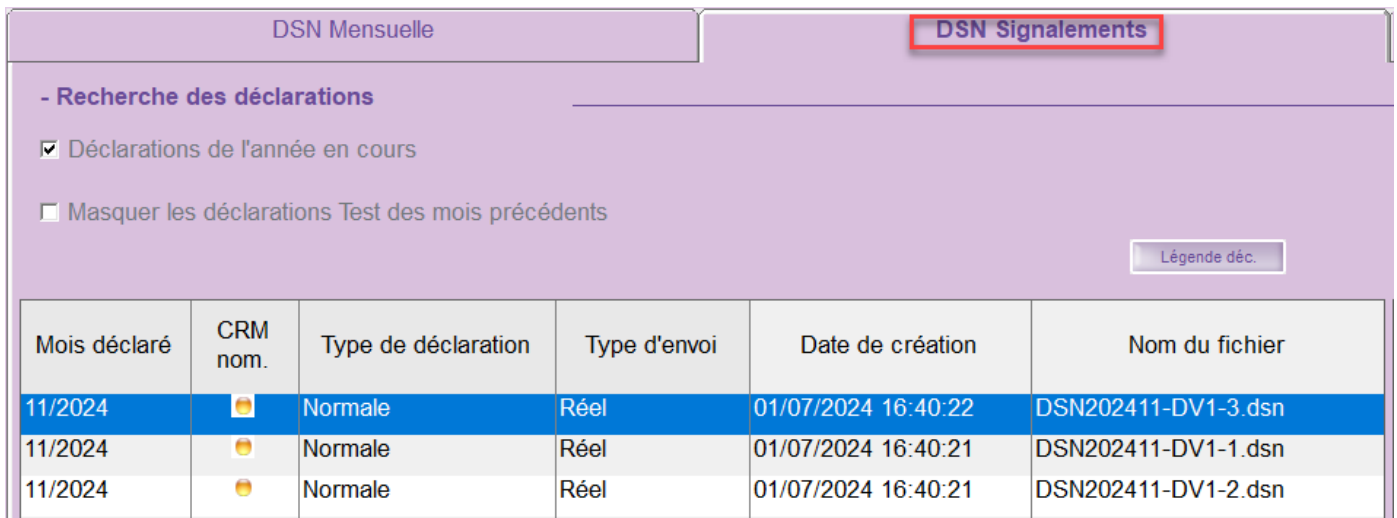 DSN Mensuelle
DSN Signalements
- Recherche des déclarations
Déclarations de l'année en cours
Masquer les déclarations Test des mois précédents
Légende déc.
Mois déclaré CRM nom. Type de déclaration Type d'envoi Date de création Nom du fichier
11/2024 Normale Réel 01/07/2024 16:40:22 DSN202411-DV1-3.dsn
11/2024 Normale Réel 01/07/2024 16:40:21 DSN202411-DV1-1.dsn
11/2024 Normale Réel 01/07/2024 16:40:21 DSN202411-DV1-2.dsn